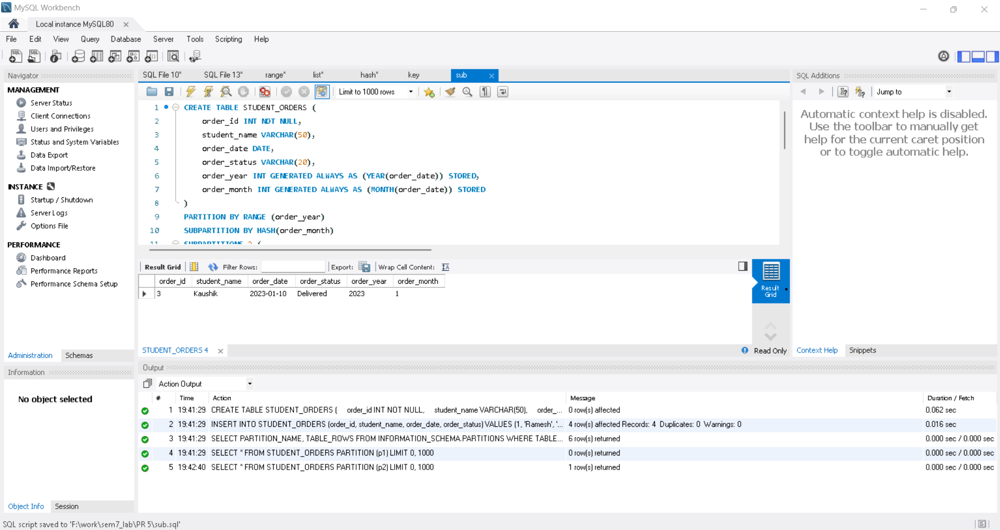 MySQL Workbench
Local instance MySQL80
File Edit View Query Database Server Tools Scripting Help
Navigator
MANAGEMENT
Server Status
Client Connections
Users and Privileges
Status and System Variables
Data Export
Data Import/Restore
INSTANCE
Startup / Shutdown
Server Logs
Options File
PERFORMANCE
Dashboard
Performance Reports
Performance Schema Setup
Administration Schemas
Information
No object selected
Object Info Session
SQL File 10* SQL File 13* range* list* hash* key sub
Limit to 1000 rows
1 CREATE TABLE STUDENT_ORDERS (
2 order_id INT NOT NULL,
3 student_name VARCHAR(50),
4 order_date DATE,
5 order_status VARCHAR(20),
6 order_year INT GENERATED ALWAYS AS (YEAR(order_date)) STORED,
7 order_month INT GENERATED ALWAYS AS (MONTH(order_date)) STORED
8 )
9 PARTITION BY RANGE (order_year)
10 SUBPARTITION BY HASH(order_month)
11 SUBPARTITIONS 2 (
Result Grid Filter Rows: Export: Wrap Cell Content:
order_id student_name order_date order_status order_year order_month
3 Kaushik 2023-01-10 Delivered 2023 1
Result Grid
STUDENT_ORDERS 4
Read Only
SQL Additions
Jump to
Automatic context help is disabled.
Use the toolbar to manually get
help for the current caret position
or to toggle automatic help.
Context Help Snippets
Output
Action Output
# Time Action Message Duration / Fetch
1 19:41:29 CREATE TABLE STUDENT_ORDERS ( order_id INT NOT NULL, student_name VARCHAR(50), order_... 0 row(s) affected 0.062 sec
2 19:41:29 INSERT INTO STUDENT_ORDERS (order_id, student_name, order_date, order_status) VALUES (1, 'Ramesh', '... 4 row(s) affected Records: 4 Duplicates: 0 Warnings: 0 0.016 sec
3 19:41:29 SELECT PARTITION_NAME, TABLE_ROWS FROM INFORMATION_SCHEMA.PARTITIONS WHERE TABLE... 6 row(s) returned 0.000 sec / 0.000 sec
4 19:41:29 SELECT * FROM STUDENT_ORDERS PARTITION (p1) LIMIT 0, 1000 0 row(s) returned 0.000 sec / 0.000 sec
5 19:42:40 SELECT * FROM STUDENT_ORDERS PARTITION (p2) LIMIT 0, 1000 1 row(s) returned 0.000 sec / 0.000 sec
SQL script saved to 'F:\work\sem7_lab\PR 5\sub.sql'